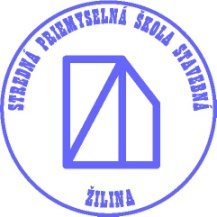 STREDNÁ PRIEMYSELNÁ ŠKOLA STAVEBNÁ
ŽILINA